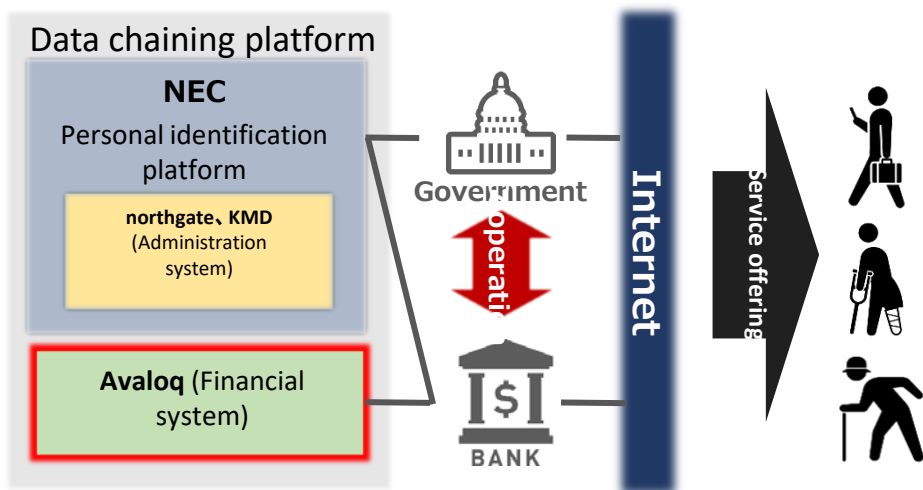 Data chaining platform
NEC
Personal identification
platform
northgate、KMD
(Administration
system)
Avaloq (Financial
system)
Government
BANK
$
Internet
Service offering